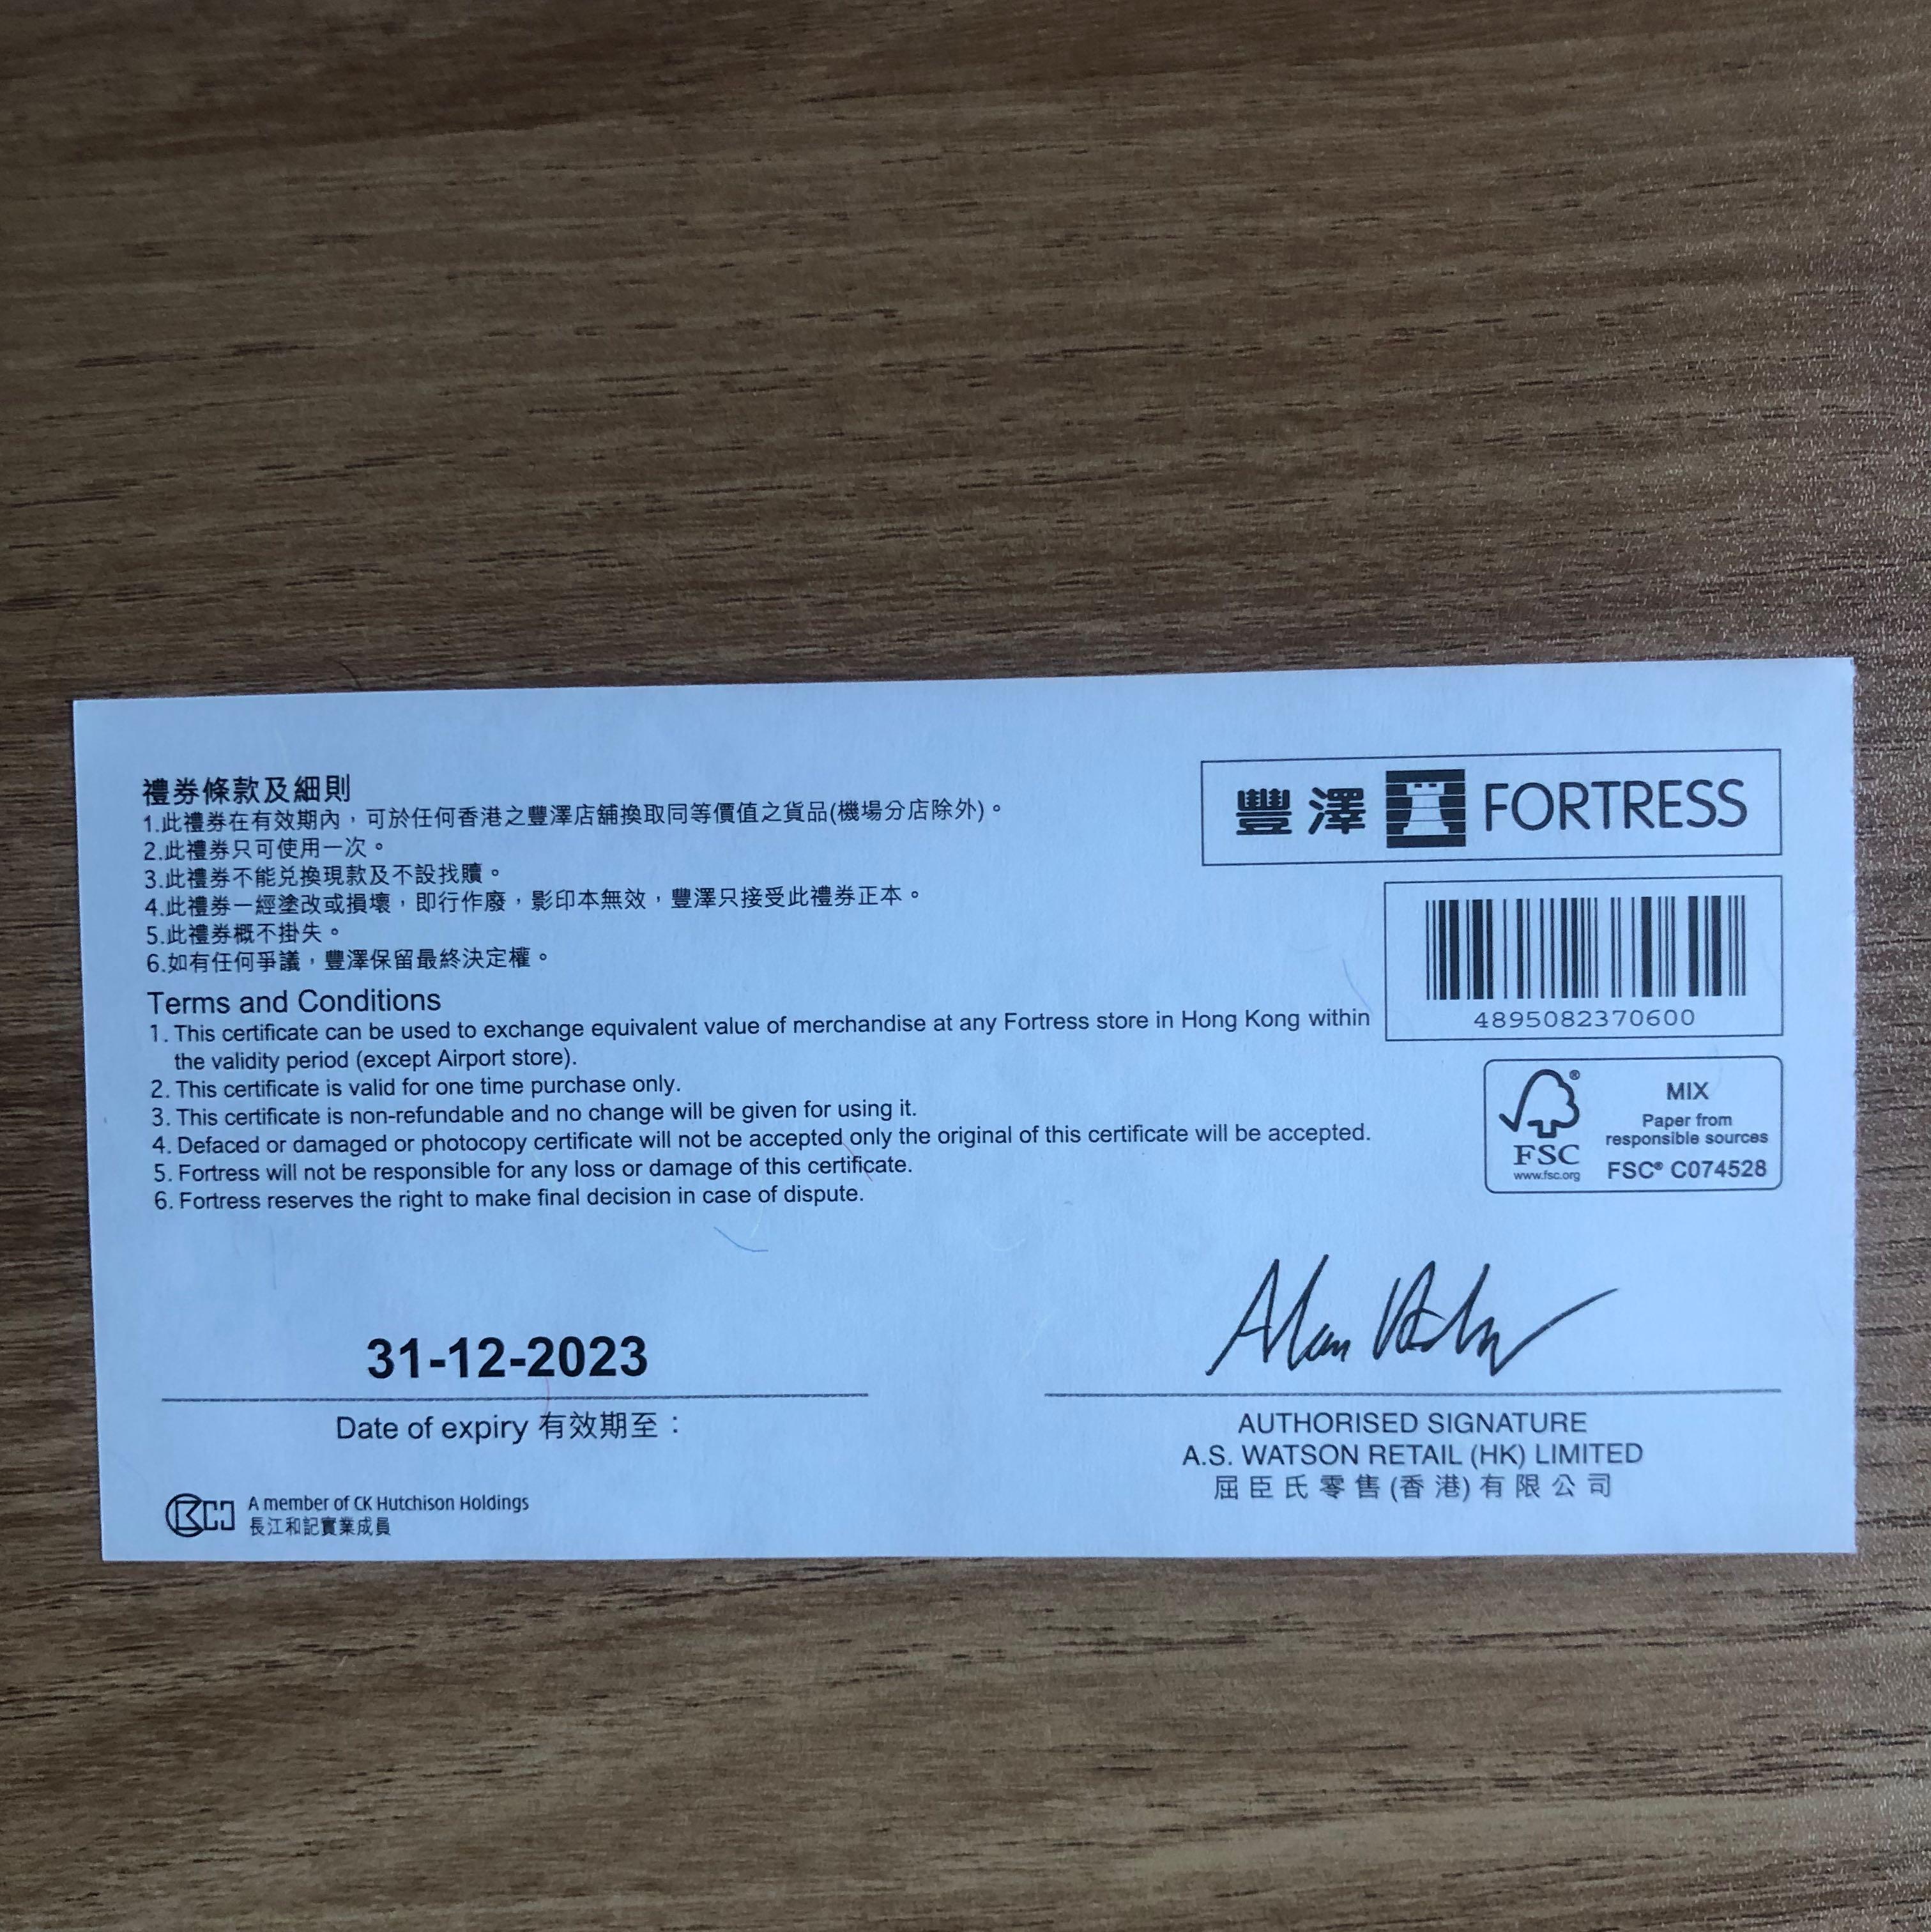 禮券條款及細則
1.此禮券在有效期內，可於任何香港之豐澤店舖換取同等價值之貨品(機場分店除外)。
2.此禮券只可使用一次。
3.此禮券不能兌換現款及不設找贖。
4.此禮券一經塗改或損壞，即行作廢，影印本無效，豐澤只接受此禮券正本。
5.此禮券概不掛失。
6.如有任何爭議，豐澤保留最終決定權。
Terms and Conditions
1. This certificate can be used to exchange equivalent value of merchandise at any Fortress store in Hong Kong within
the validity period (except Airport store).
2. This certificate is valid for one time purchase only.
3. This certificate is non-refundable and no change will be given for using it.
4. Defaced or damaged or photocopy certificate will not be accepted only the original of this certificate will be accepted.
5. Fortress will not be responsible for any loss or damage of this certificate.
6. Fortress reserves the right to make final decision in case of dispute.
豐澤 FORTRESS
4895082370600
FSC®
www.fsc.org
MIX
Paper from
responsible sources
FSC® C074528
31-12-2023
Date of expiry 有效期至：
Alan
AUTHORISED SIGNATURE
A.S. WATSON RETAIL (HK) LIMITED
屈臣氏零售(香港)有限公司
A member of CK Hutchison Holdings
長江和記實業成員